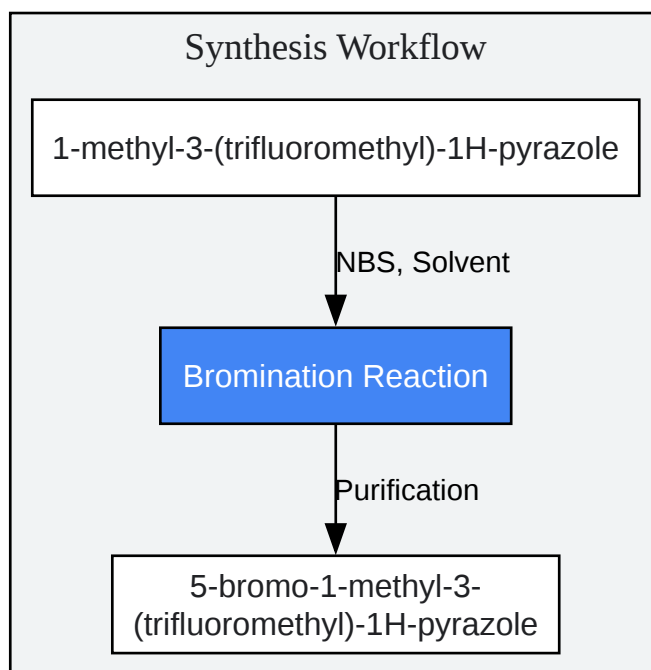 Synthesis Workflow
1-methyl-3-(trifluoromethyl)-1H-pyrazole
NBS, Solvent
Bromination Reaction
Purification
5-bromo-1-methyl-3-
(trifluoromethyl)-1H-pyrazole